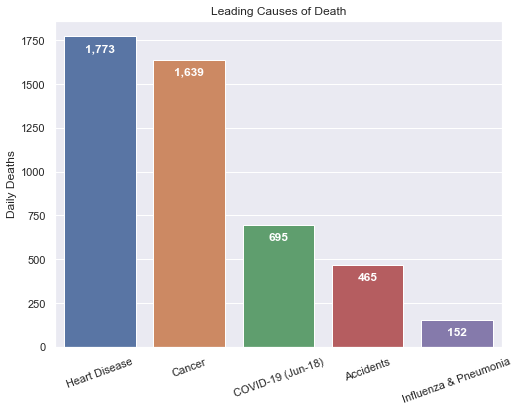 Leading Causes of Death
Daily Deaths
1750
1500
1250
1000
750
500
250
0
1,773
1,639
695
465
152
Heart Disease
Cancer
COVID-19 (Jun-18)
Accidents
Influenza & Pneumonia